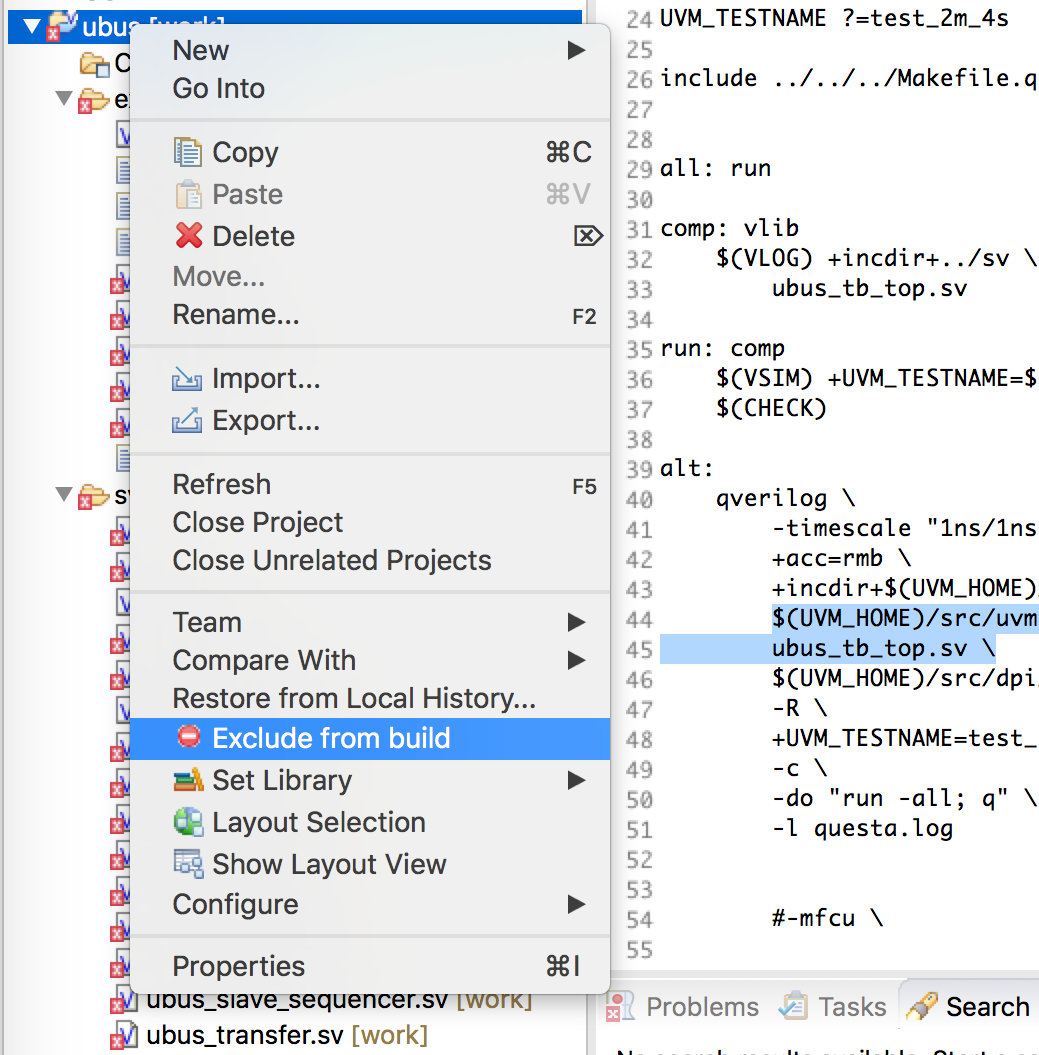 ubus [work]
New
Go Into
Copy ⌘C
Paste ⌘V
Delete ⌦
Move...
Rename... F2
Import...
Export...
Refresh F5
Close Project
Close Unrelated Projects
Team
Compare With
Restore from Local History...
Exclude from build
Set Library
Layout Selection
Show Layout View
Configure
Properties ⌘I
ubus_slave_sequencer.sv [work]
ubus_transfer.sv [work]
24 UVM_TESTNAME ?=test_2m_4s
25
26 include ../../../Makefile.q
27
28
29 all: run
30
31 comp: vlib
32 $(VLOG) +incdir+../sv \
33 ubus_tb_top.sv
34
35 run: comp
36 $(VSIM) +UVM_TESTNAME=$
37 $(CHECK)
38
39 alt:
40 qverilog \
41 -timescale "1ns/1ns
42 +acc=rmb \
43 +incdir+$(UVM_HOME)
44 $(UVM_HOME)/src/uvm
45 ubus_tb_top.sv \
46 $(UVM_HOME)/src/dpi
47 -R \
48 +UVM_TESTNAME=test_
49 -c \
50 -do "run -all; q" \
51 -l questa.log
52
53
54 #-mfcu \
55
Problems Tasks Search